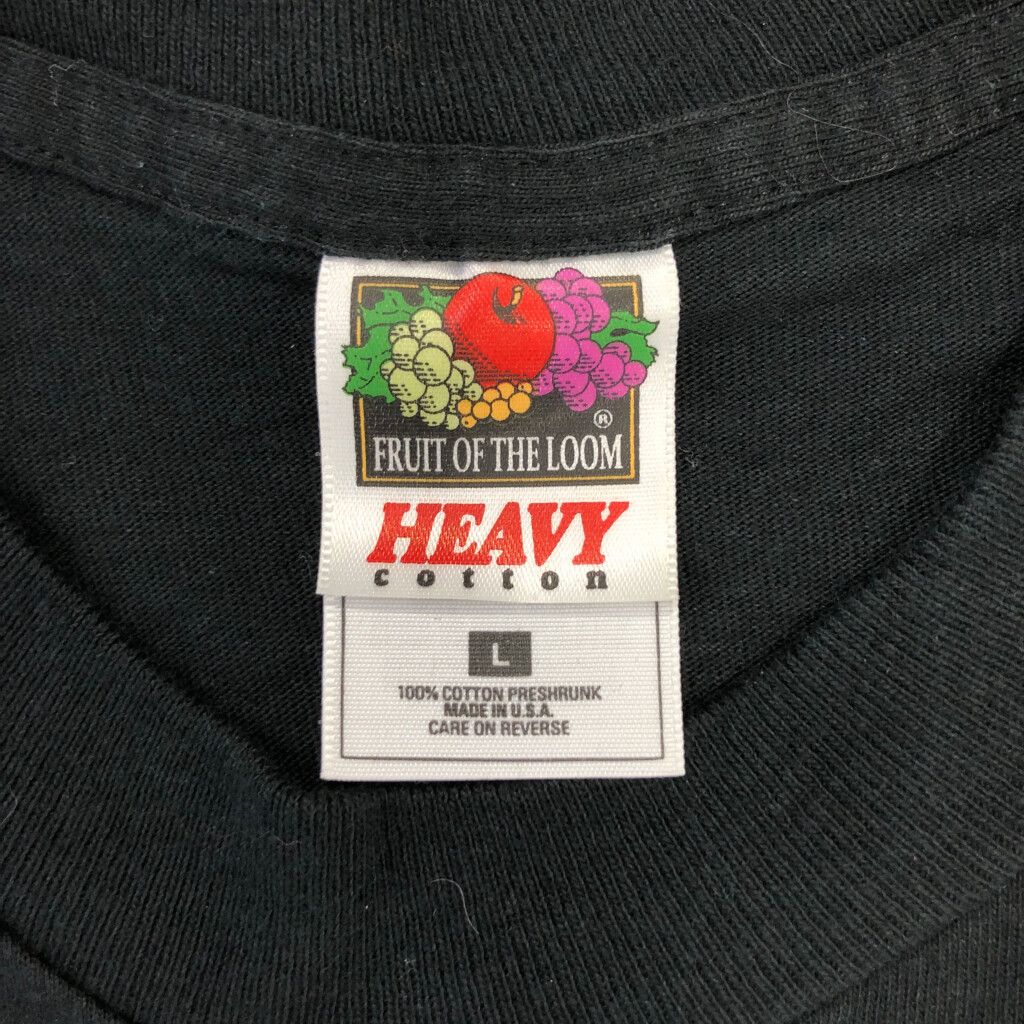 ®
FRUIT OF THE LOOM
HEAVY
cotton
L
100% COTTON PRESHRUNK
MADE IN U.S.A.
CARE ON REVERSE